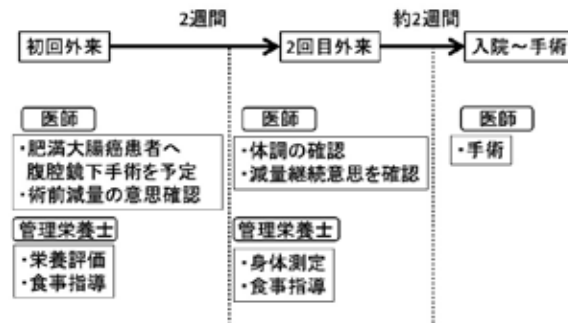 2週間
約2週間
初回外来
2回目外来
入院～手術
医師
・肥満大腸癌患者へ
腹腔鏡下手術を予定
・術前減量の意思確認
管理栄養士
・栄養評価
・食事指導
医師
・体調の確認
・減量継続意思を確認
管理栄養士
・身体測定
・食事指導
医師
・手術